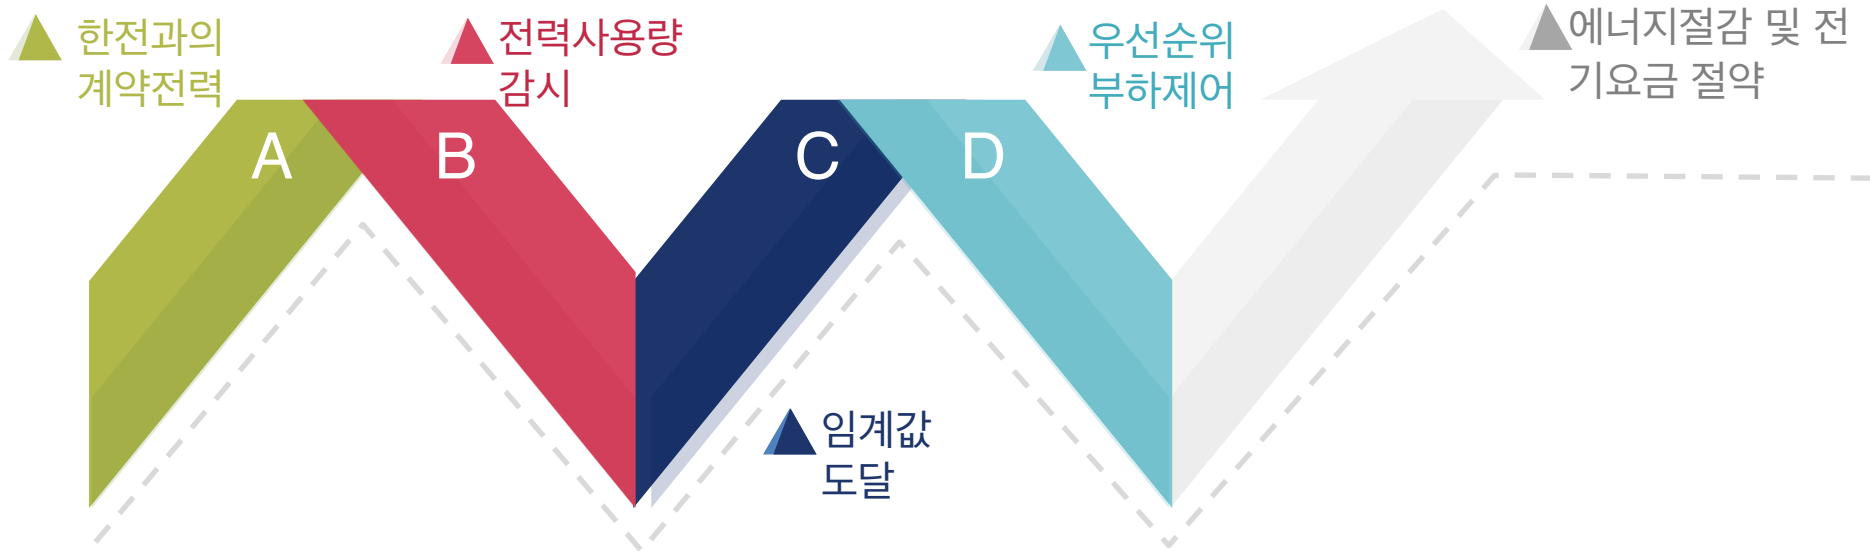 한전과의
계약전력
전력사용량
감시
우선순위
부하제어
에너지절감 및 전
기요금 절약
A
B
C
D
임계값
도달